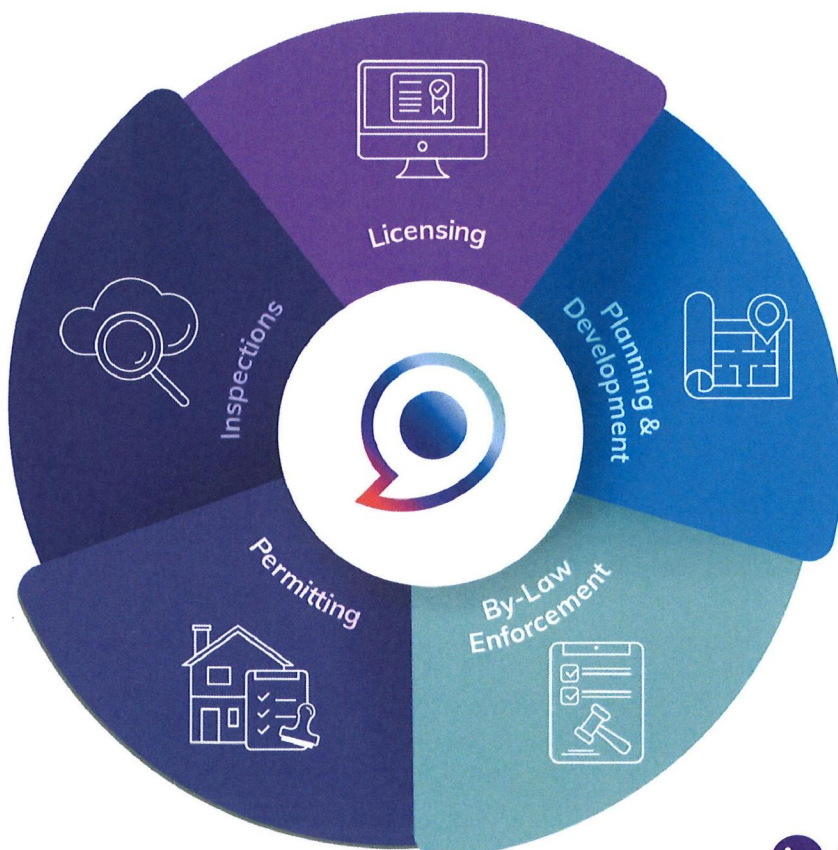 Licensing
Planning &
Development
By-Law
Enforcement
Permitting
Inspections